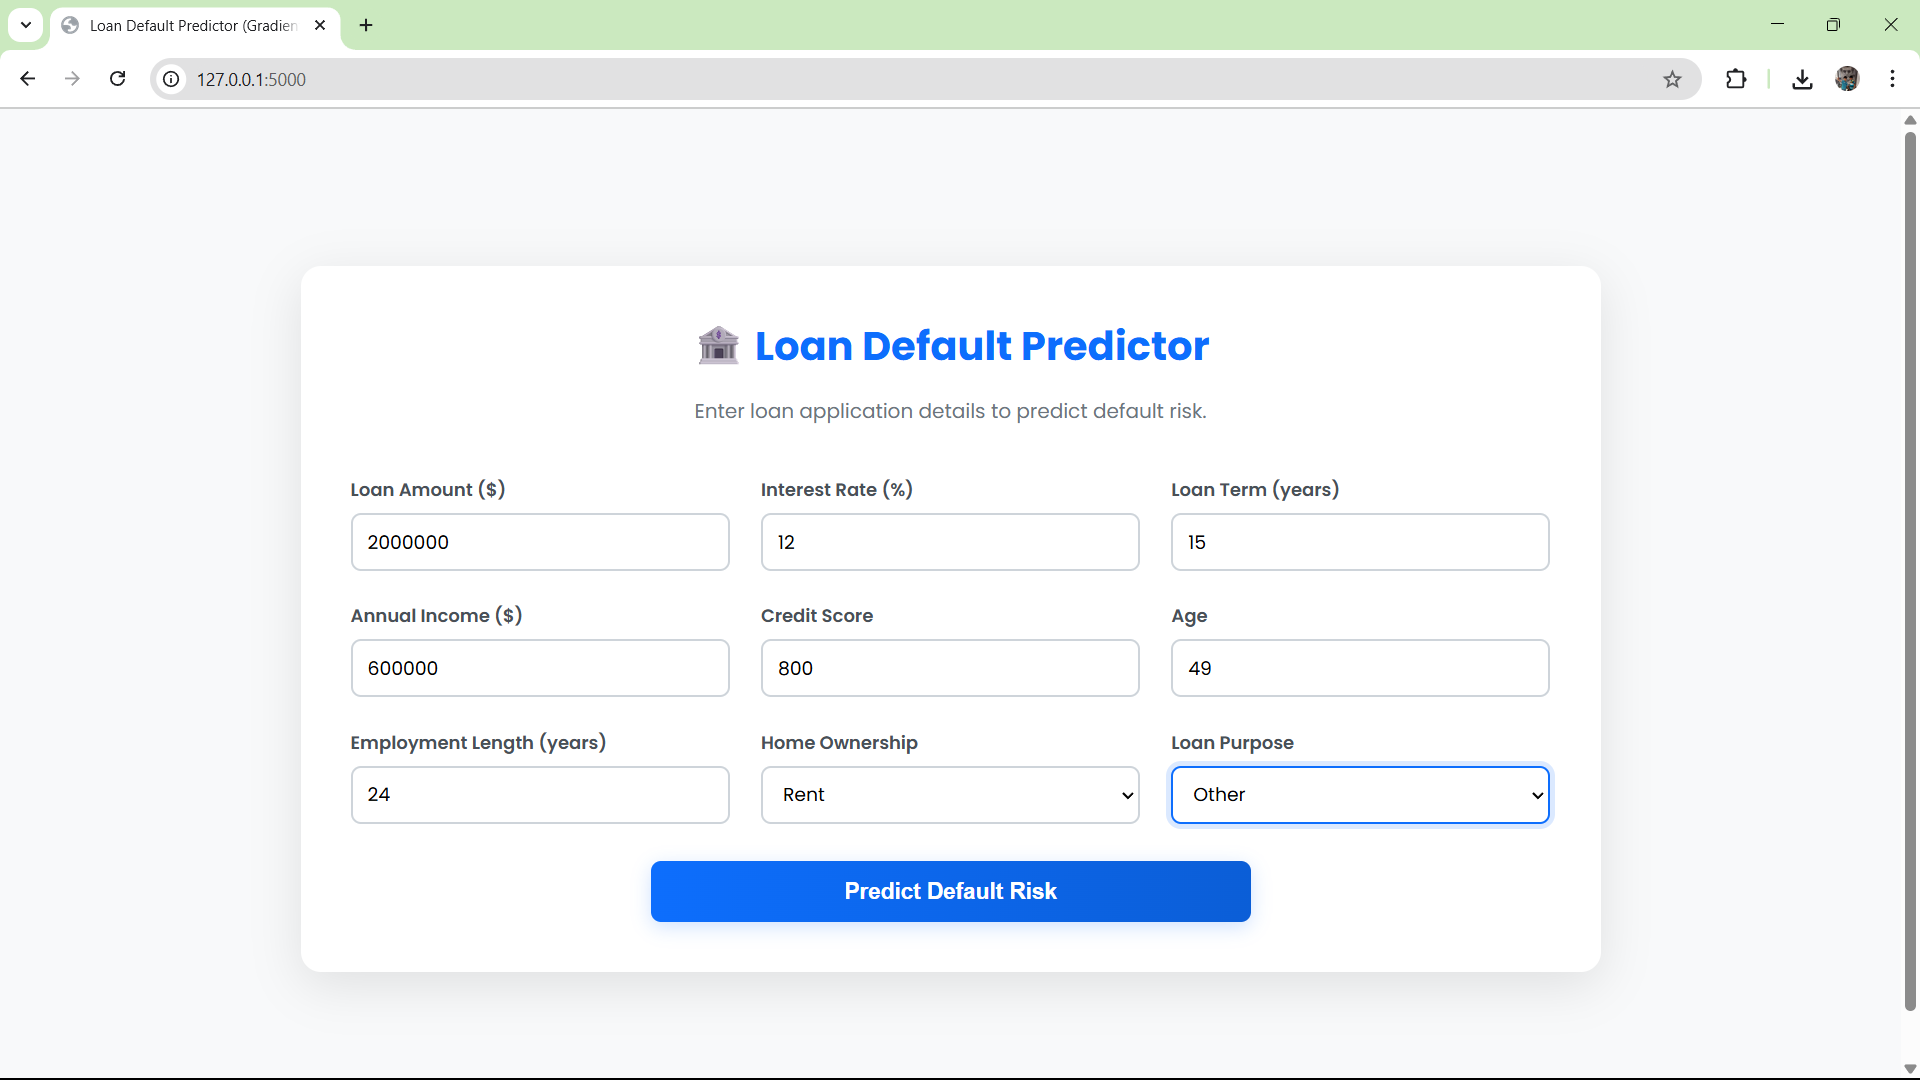 Loan Default Predictor (Gradien
127.0.0.1:5000
Loan Default Predictor
Enter loan application details to predict default risk.
Loan Amount ($) Interest Rate (%) Loan Term (years)
2000000 12 15
Annual Income ($) Credit Score Age
600000 800 49
Employment Length (years) Home Ownership Loan Purpose
24 Rent Other
Predict Default Risk